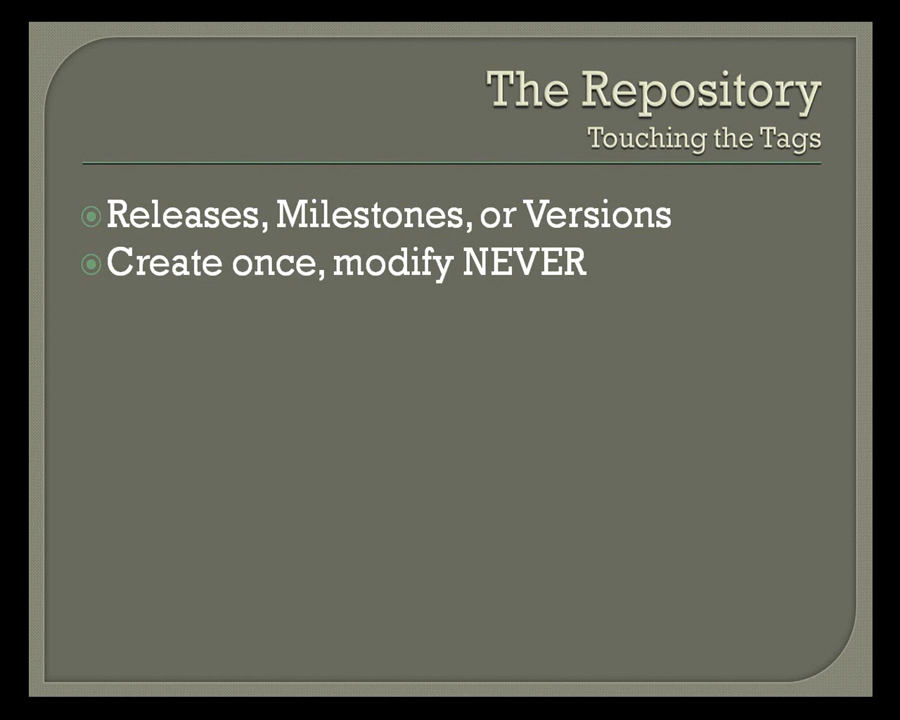 The Repository
Touching the Tags
Releases, Milestones, or Versions
Create once, modify NEVER